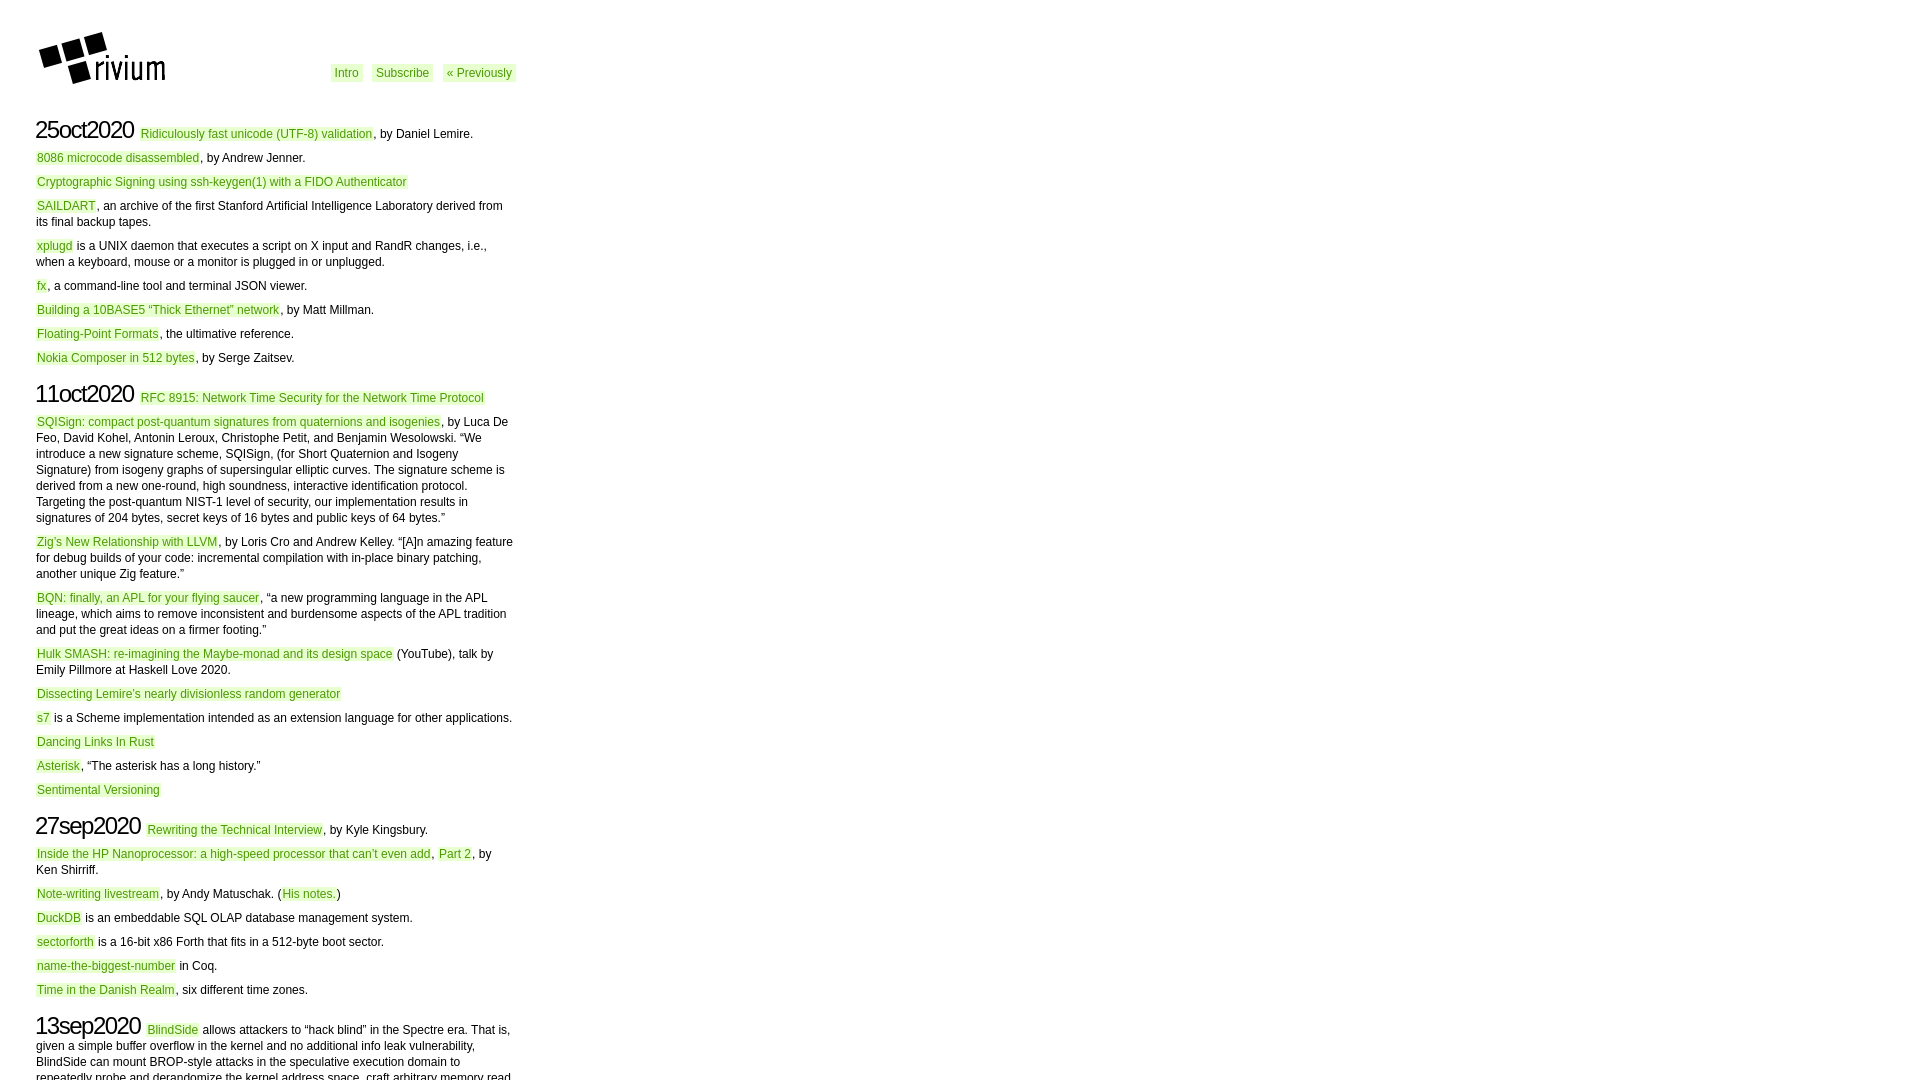 rivium
Intro Subscribe « Previously
25oct2020 Ridiculously fast unicode (UTF-8) validation, by Daniel Lemire.
8086 microcode disassembled, by Andrew Jenner.
Cryptographic Signing using ssh-keygen(1) with a FIDO Authenticator
SAILDART, an archive of the first Stanford Artificial Intelligence Laboratory derived from
its final backup tapes.
xplugd is a UNIX daemon that executes a script on X input and RandR changes, i.e.,
when a keyboard, mouse or a monitor is plugged in or unplugged.
fx, a command-line tool and terminal JSON viewer.
Building a 10BASE5 “Thick Ethernet” network, by Matt Millman.
Floating-Point Formats, the ultimative reference.
Nokia Composer in 512 bytes, by Serge Zaitsev.
11oct2020 RFC 8915: Network Time Security for the Network Time Protocol
SQISign: compact post-quantum signatures from quaternions and isogenies, by Luca De
Feo, David Kohel, Antonin Leroux, Christophe Petit, and Benjamin Wesolowski. “We
introduce a new signature scheme, SQISign, (for Short Quaternion and Isogeny
Signature) from isogeny graphs of supersingular elliptic curves. The signature scheme is
derived from a new one-round, high soundness, interactive identification protocol.
Targeting the post-quantum NIST-1 level of security, our implementation results in
signatures of 204 bytes, secret keys of 16 bytes and public keys of 64 bytes.”
Zig’s New Relationship with LLVM, by Loris Cro and Andrew Kelley. “[A]n amazing feature
for debug builds of your code: incremental compilation with in-place binary patching,
another unique Zig feature.”
BQN: finally, an APL for your flying saucer, “a new programming language in the APL
lineage, which aims to remove inconsistent and burdensome aspects of the APL tradition
and put the great ideas on a firmer footing.”
Hulk SMASH: re-imagining the Maybe-monad and its design space (YouTube), talk by
Emily Pillmore at Haskell Love 2020.
Dissecting Lemire’s nearly divisionless random generator
s7 is a Scheme implementation intended as an extension language for other applications.
Dancing Links In Rust
Asterisk, “The asterisk has a long history.”
Sentimental Versioning
27sep2020 Rewriting the Technical Interview, by Kyle Kingsbury.
Inside the HP Nanoprocessor: a high-speed processor that can’t even add, Part 2, by
Ken Shirriff.
Note-writing livestream, by Andy Matuschak. (His notes.)
DuckDB is an embeddable SQL OLAP database management system.
sectorforth is a 16-bit x86 Forth that fits in a 512-byte boot sector.
name-the-biggest-number in Coq.
Time in the Danish Realm, six different time zones.
13sep2020 BlindSide allows attackers to “hack blind” in the Spectre era. That is,
given a simple buffer overflow in the kernel and no additional info leak vulnerability,
BlindSide can mount BROP-style attacks in the speculative execution domain to
repeatedly probe and derandomize the kernel address space, craft arbitrary memory read